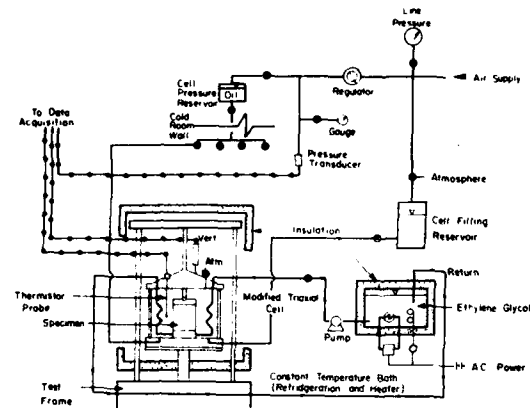 Line
Pressure
Cell
Pressure
Reservoir
Oil
Regulator
Air Supply
To Data
Acquisition
Cold
Room
Wall
Gauge
Pressure
Transducer
Atmosphere
Cell Filling
Reservoir
Insulation
Vert
Atm
Return
Thermistor
Probe
Modified Triaxial
Cell
Ethylene Glycol
Specimen
Pump
AC Power
Constant Temperature Bath
(Refridgeration and Heater)
Test
Frame